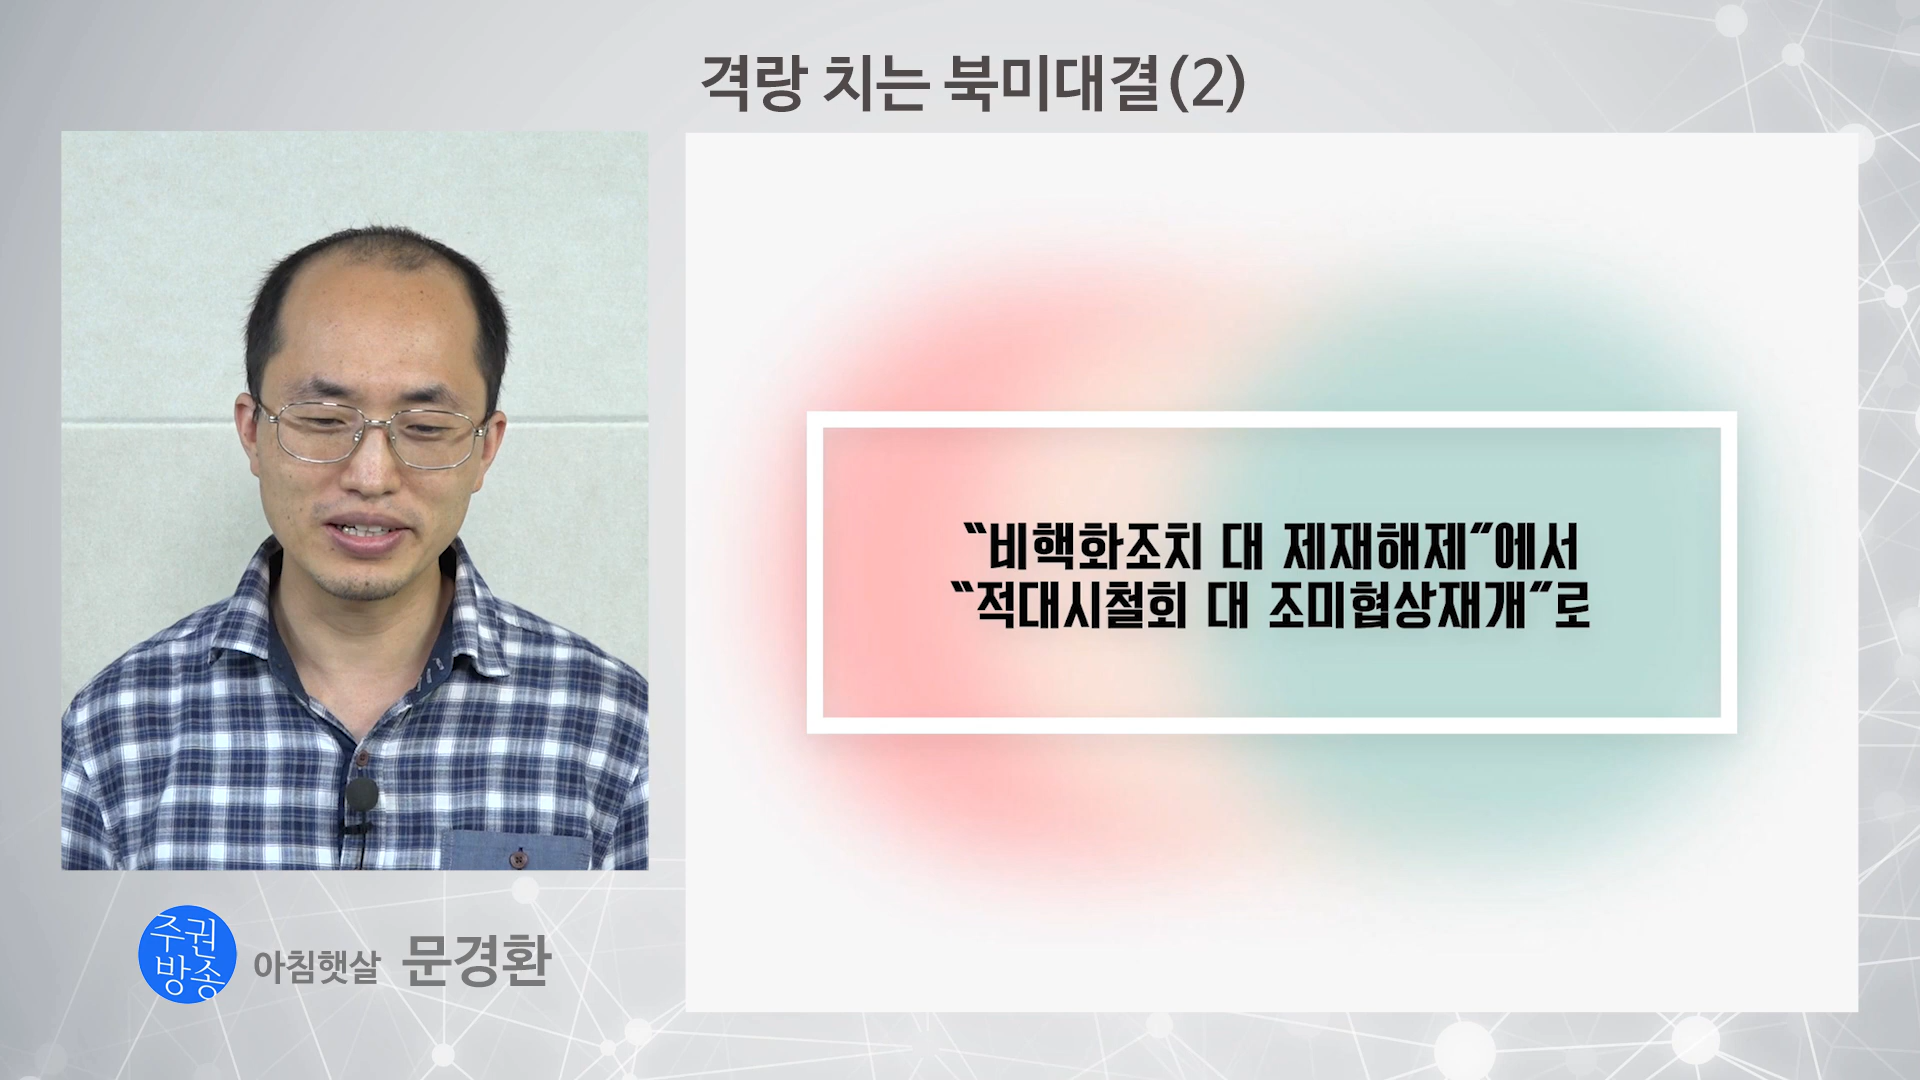 격랑 치는 북미대결(2)
“비핵화조치 대 제재해제”에서
“적대시철회 대 조미협상재개”로
주권
방송
아침햇살 문경환